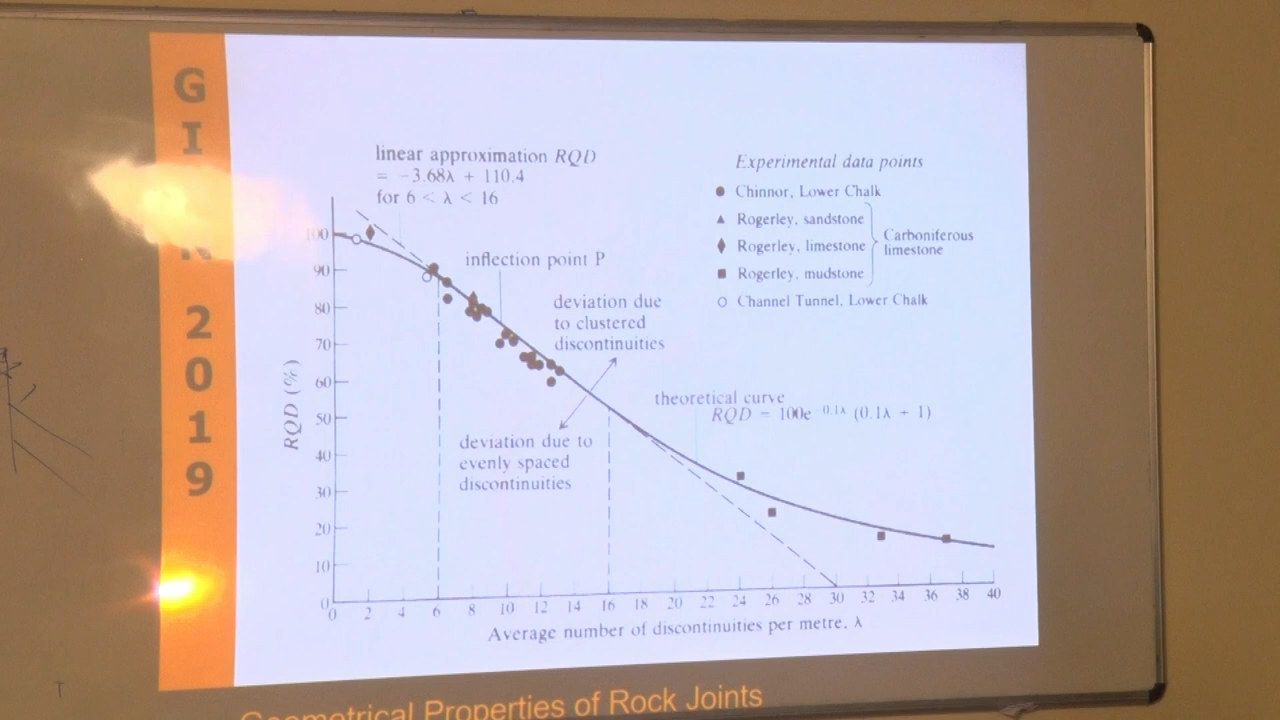 G
I
N
2
0
1
9
linear approximation RQD
= −3.68λ + 110.4
for 6 < λ < 16
Experimental data points
Chinnor, Lower Chalk
Rogerley, sandstone
Rogerley, limestone
Rogerley, mudstone
Carboniferous
limestone
Channel Tunnel, Lower Chalk
inflection point P
deviation due
to clustered
discontinuities
theoretical curve
RQD = 100e^−0.1λ (0.1λ + 1)
deviation due to
evenly spaced
discontinuities
RQD (%)
100
90
80
70
60
50
40
30
20
10
0
0 2 4 6 8 10 12 14 16 18 20 22 24 26 28 30 32 34 36 38 40
Average number of discontinuities per metre, λ
Geometrical Properties of Rock Joints